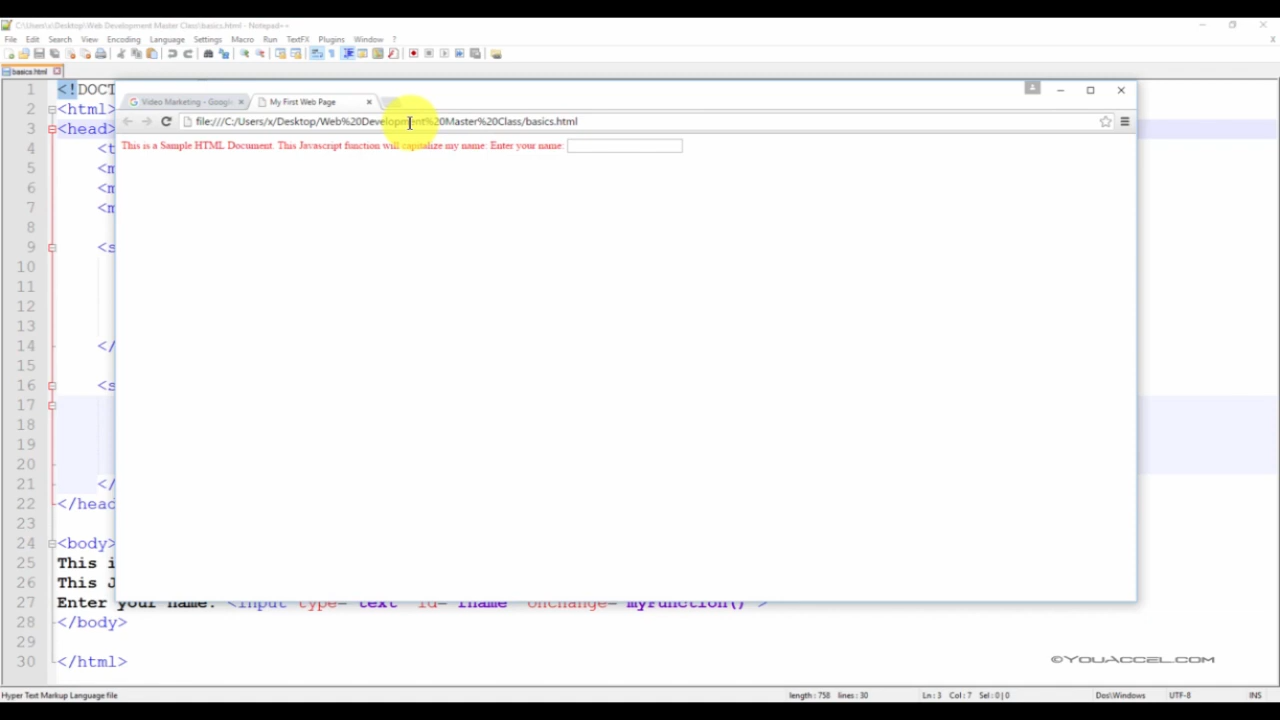 C:\Users\x\Desktop\Web Development Master Class\basics.html - Notepad++
File Edit Search View Encoding Language Settings Macro Run TextFX Plugins Window ? X
basics.html
1 <!DOCT
2 <html>
3 <head>
4 <t
5 <m
6 <m
7 <m
8
9 <s
10
11
12
13
14 </
15
16 <s
17
18
19
20
21 </
22 </head
23
24 <body>
25 This i
26 This J
27 Enter your name: <input type="text" id="fname" onchange="myFunction()">
28 </body>
29
30 </html>
Video Marketing - Googl
My First Web Page
file:///C:/Users/x/Desktop/Web%20Development%20Master%20Class/basics.html
This is a Sample HTML Document. This Javascript function will capitalize my name. Enter your name:
©YOUACCEL.COM
Hyper Text Markup Language file length : 758 lines : 30 Ln : 3 Col : 7 Sel : 0 | 0 Dos\Windows UTF-8 INS